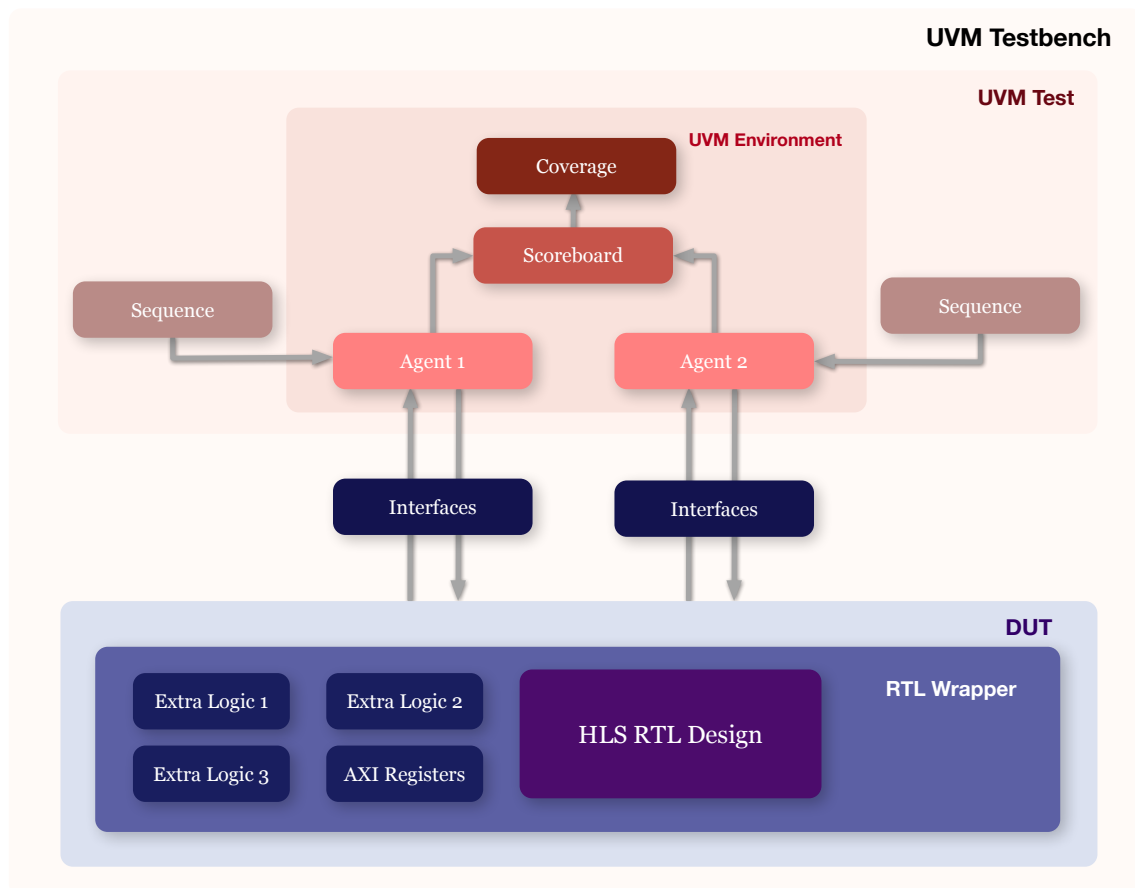 UVM Testbench
UVM Test
UVM Environment
Coverage
Scoreboard
Sequence
Sequence
Agent 1
Agent 2
Interfaces
Interfaces
DUT
RTL Wrapper
Extra Logic 1
Extra Logic 2
HLS RTL Design
Extra Logic 3
AXI Registers